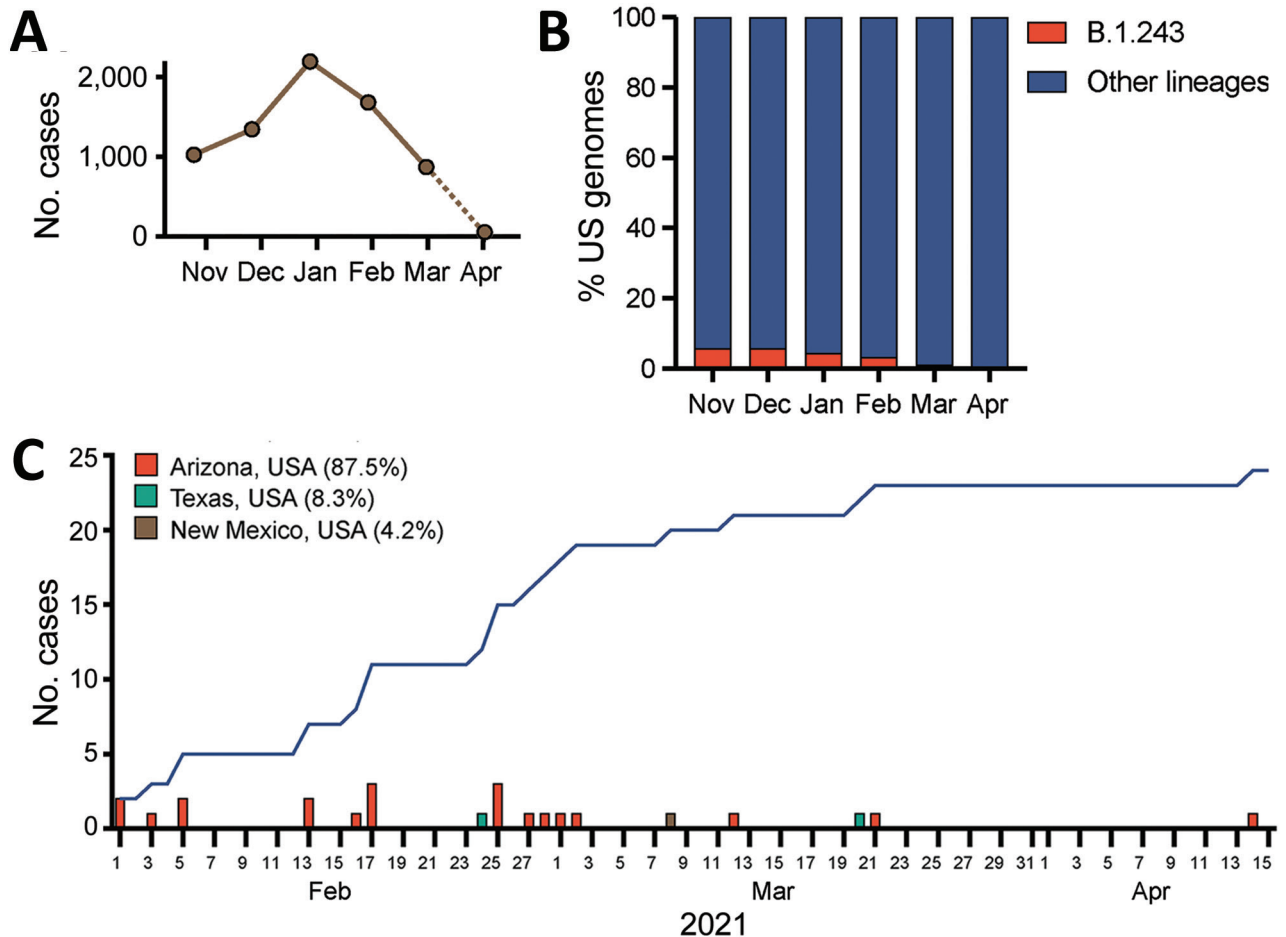 A
No. cases
2,000
1,000
0
Nov Dec Jan Feb Mar Apr
B
% US genomes
100
80
60
40
20
0
Nov Dec Jan Feb Mar Apr
B.1.243
Other lineages
C
No. cases
25
20
15
10
5
0
Arizona, USA (87.5%)
Texas, USA (8.3%)
New Mexico, USA (4.2%)
1 3 5 7 9 11 13 15 17 19 21 23 25 27 1 3 5 7 9 11 13 15 17 19 21 23 25 27 29 31 1 3 5 7 9 11 13 15
Feb Mar Apr
2021